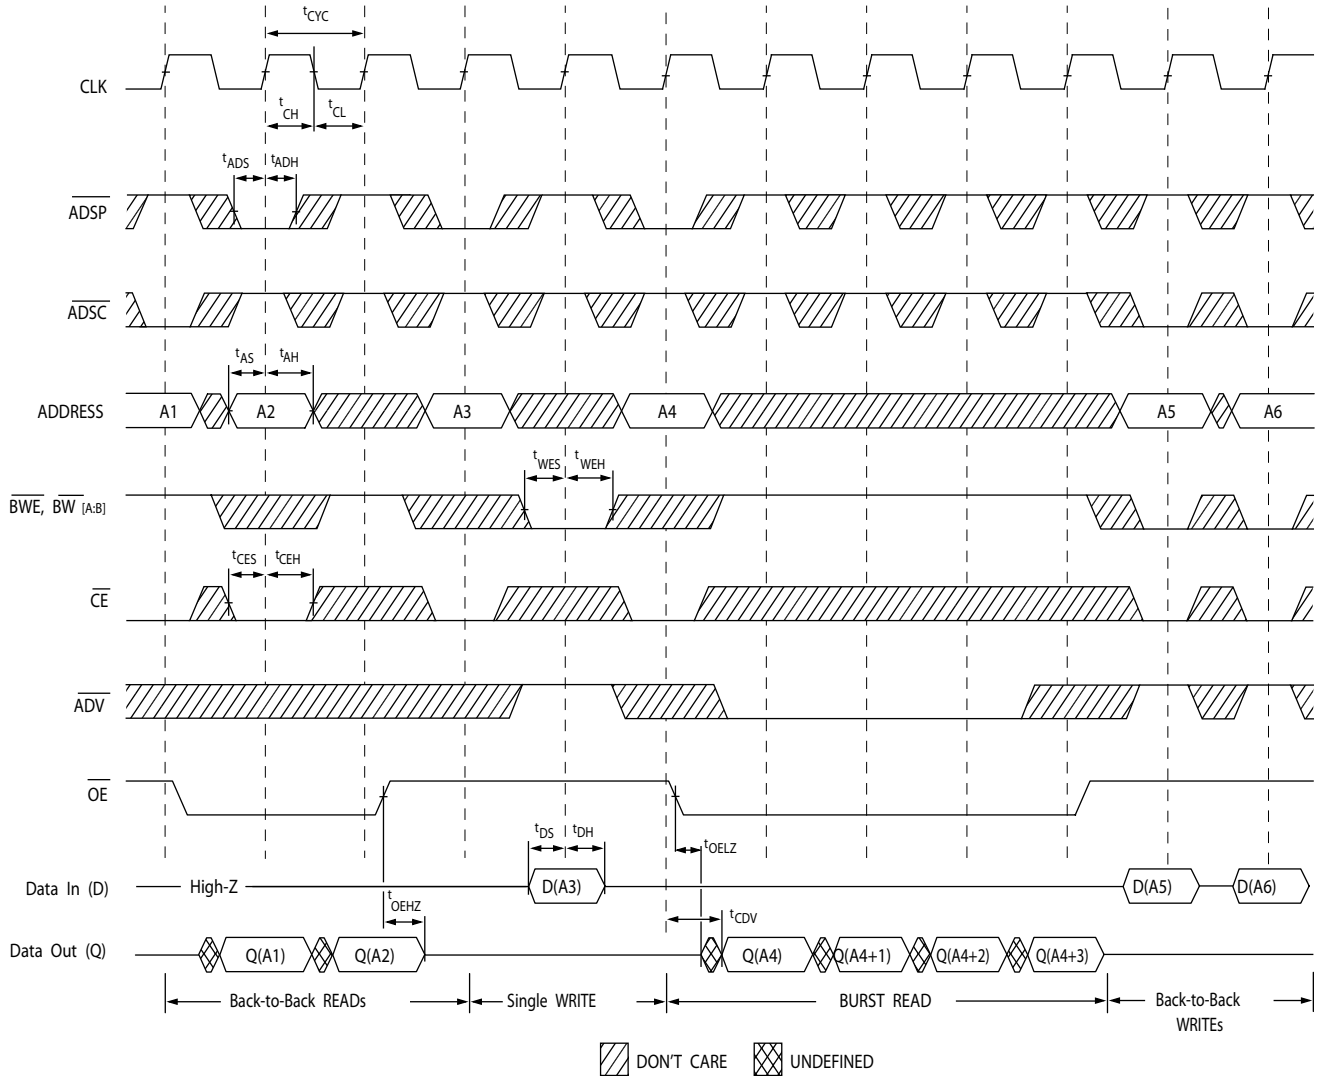 tCYC
CLK
tCH tCL
tADS tADH
ADSP
ADSC
tAS tAH
ADDRESS A1 A2 A3 A4 A5 A6
tWES tWEH
BWE, BW [A:B]
tCES tCEH
CE
ADV
OE
tDS tDH
tOELZ
Data In (D) High-Z D(A3) D(A5) D(A6)
tOEHZ
tCDV
Data Out (Q) Q(A1) Q(A2) Q(A4) Q(A4+1) Q(A4+2) Q(A4+3)
Back-to-Back READs Single WRITE BURST READ Back-to-Back
WRITEs
DON'T CARE UNDEFINED